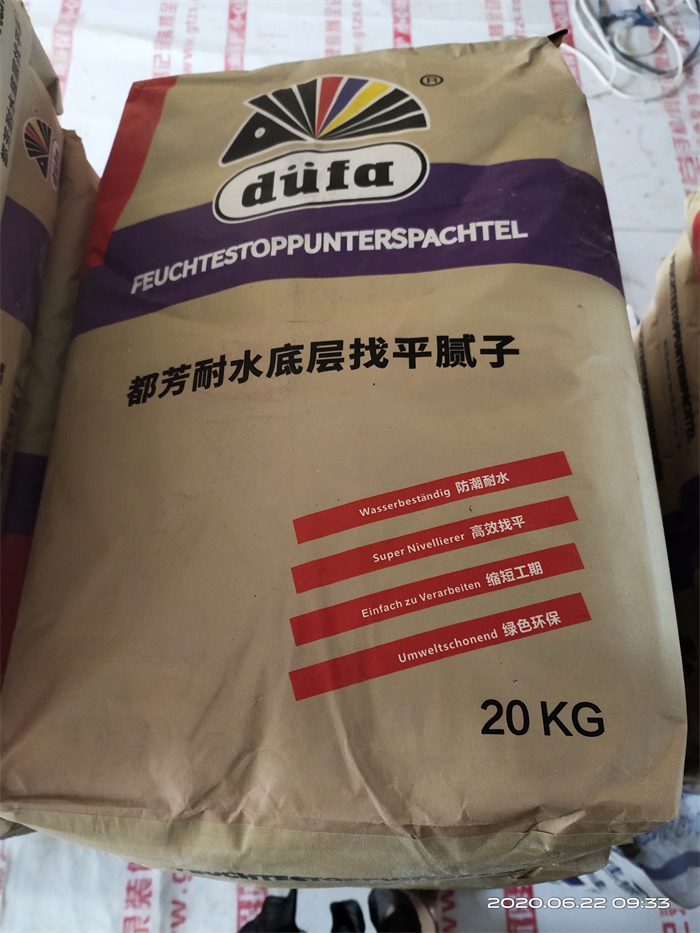 ®
düfa
FEUCHTESTOPPUNTERSPACHTEL
都芳耐水底层找平腻子
Wasserbeständig 防潮耐水
Super Nivellierer 高效找平
Einfach zu Verarbeiten 缩短工期
Umweltschonend 绿色环保
20 KG
2020.06.22 09:33